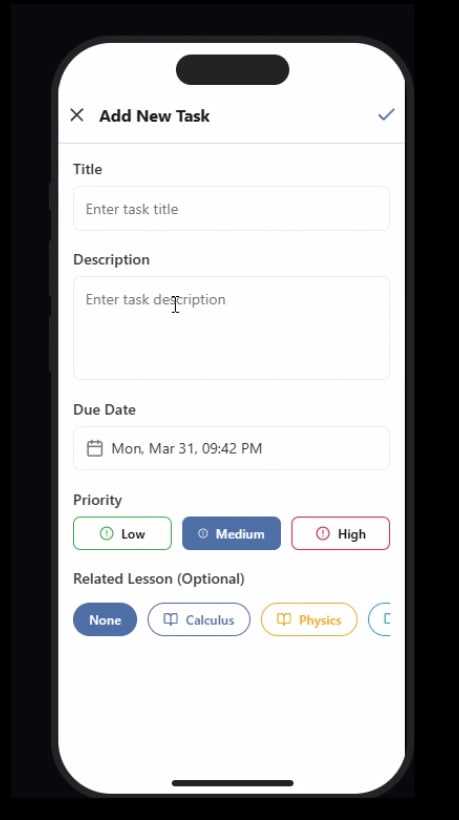 Add New Task
Title
Enter task title
Description
Enter task description
Due Date
Mon, Mar 31, 09:42 PM
Priority
Low Medium High
Related Lesson (Optional)
None Calculus Physics